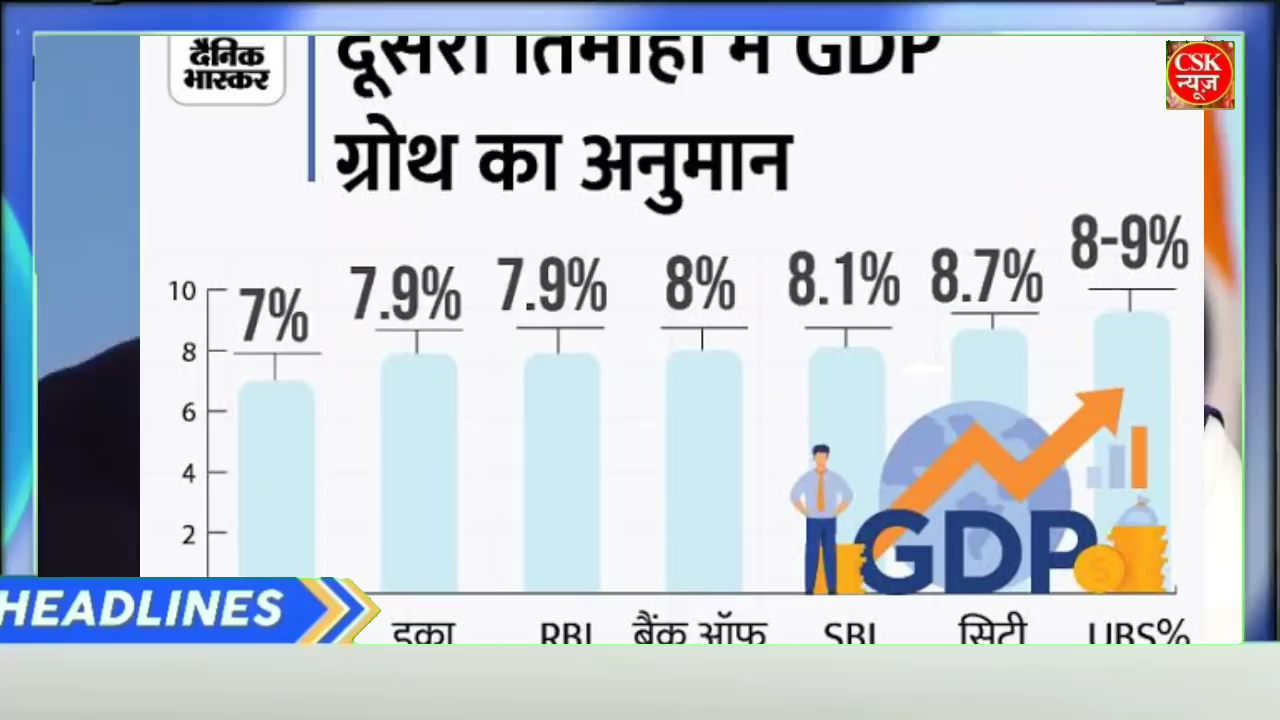 दैनिक
भास्कर
दूसरी तिमाही में GDP
ग्रोथ का अनुमान
CSK
न्यूज़
7%
7.9%
7.9%
8%
8.1%
8.7%
8-9%
10
8
6
4
2
GDP
HEADLINES
इक्रा
RBI
बैंक ऑफ
SBI
सिटी
UBS%